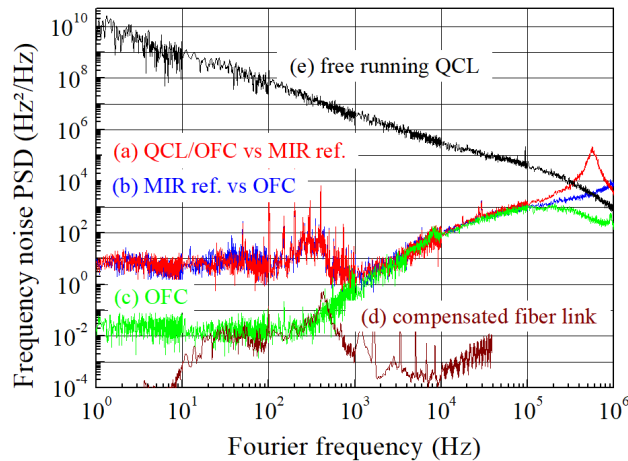 10¹⁰
(e) free running QCL
10⁸
10⁶
(a) QCL/OFC vs MIR ref.
10⁴
(b) MIR ref. vs OFC
10²
10⁰
(c) OFC
(d) compensated fiber link
10⁻²
10⁻⁴
Frequency noise PSD (Hz²/Hz)
10⁰ 10¹ 10² 10³ 10⁴ 10⁵ 10⁶
Fourier frequency (Hz)